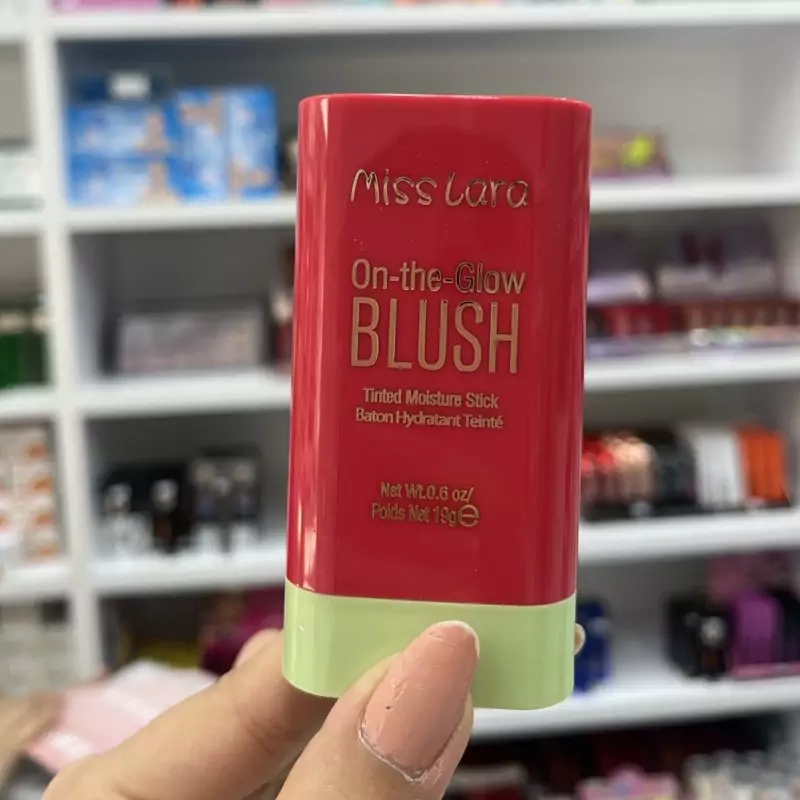 Miss Lara
On-the-Glow
BLUSH
Tinted Moisture Stick
Baton Hydratant Teinté
Net Wt.0.6 oz/
Poids Net 19g℮